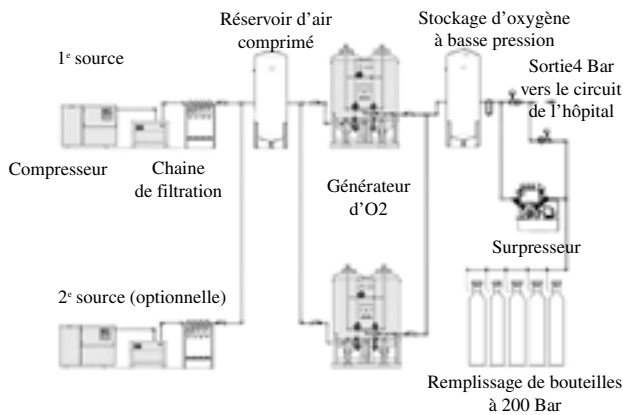 Réservoir d'air
comprimé
Stockage d'oxygène
à basse pression
1e source
Sortie4 Bar
vers le circuit
de l'hôpital
Compresseur
Chaine
de filtration
Générateur
d'O2
Surpresseur
2e source (optionnelle)
Remplissage de bouteilles
à 200 Bar